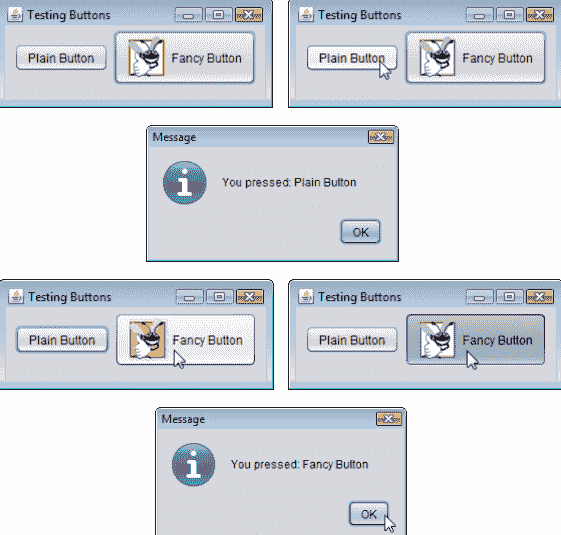 Testing Buttons
Plain Button Fancy Button
Testing Buttons
Plain Button Fancy Button
Message
You pressed: Plain Button
OK
Testing Buttons
Plain Button Fancy Button
Testing Buttons
Plain Button Fancy Button
Message
You pressed: Fancy Button
OK